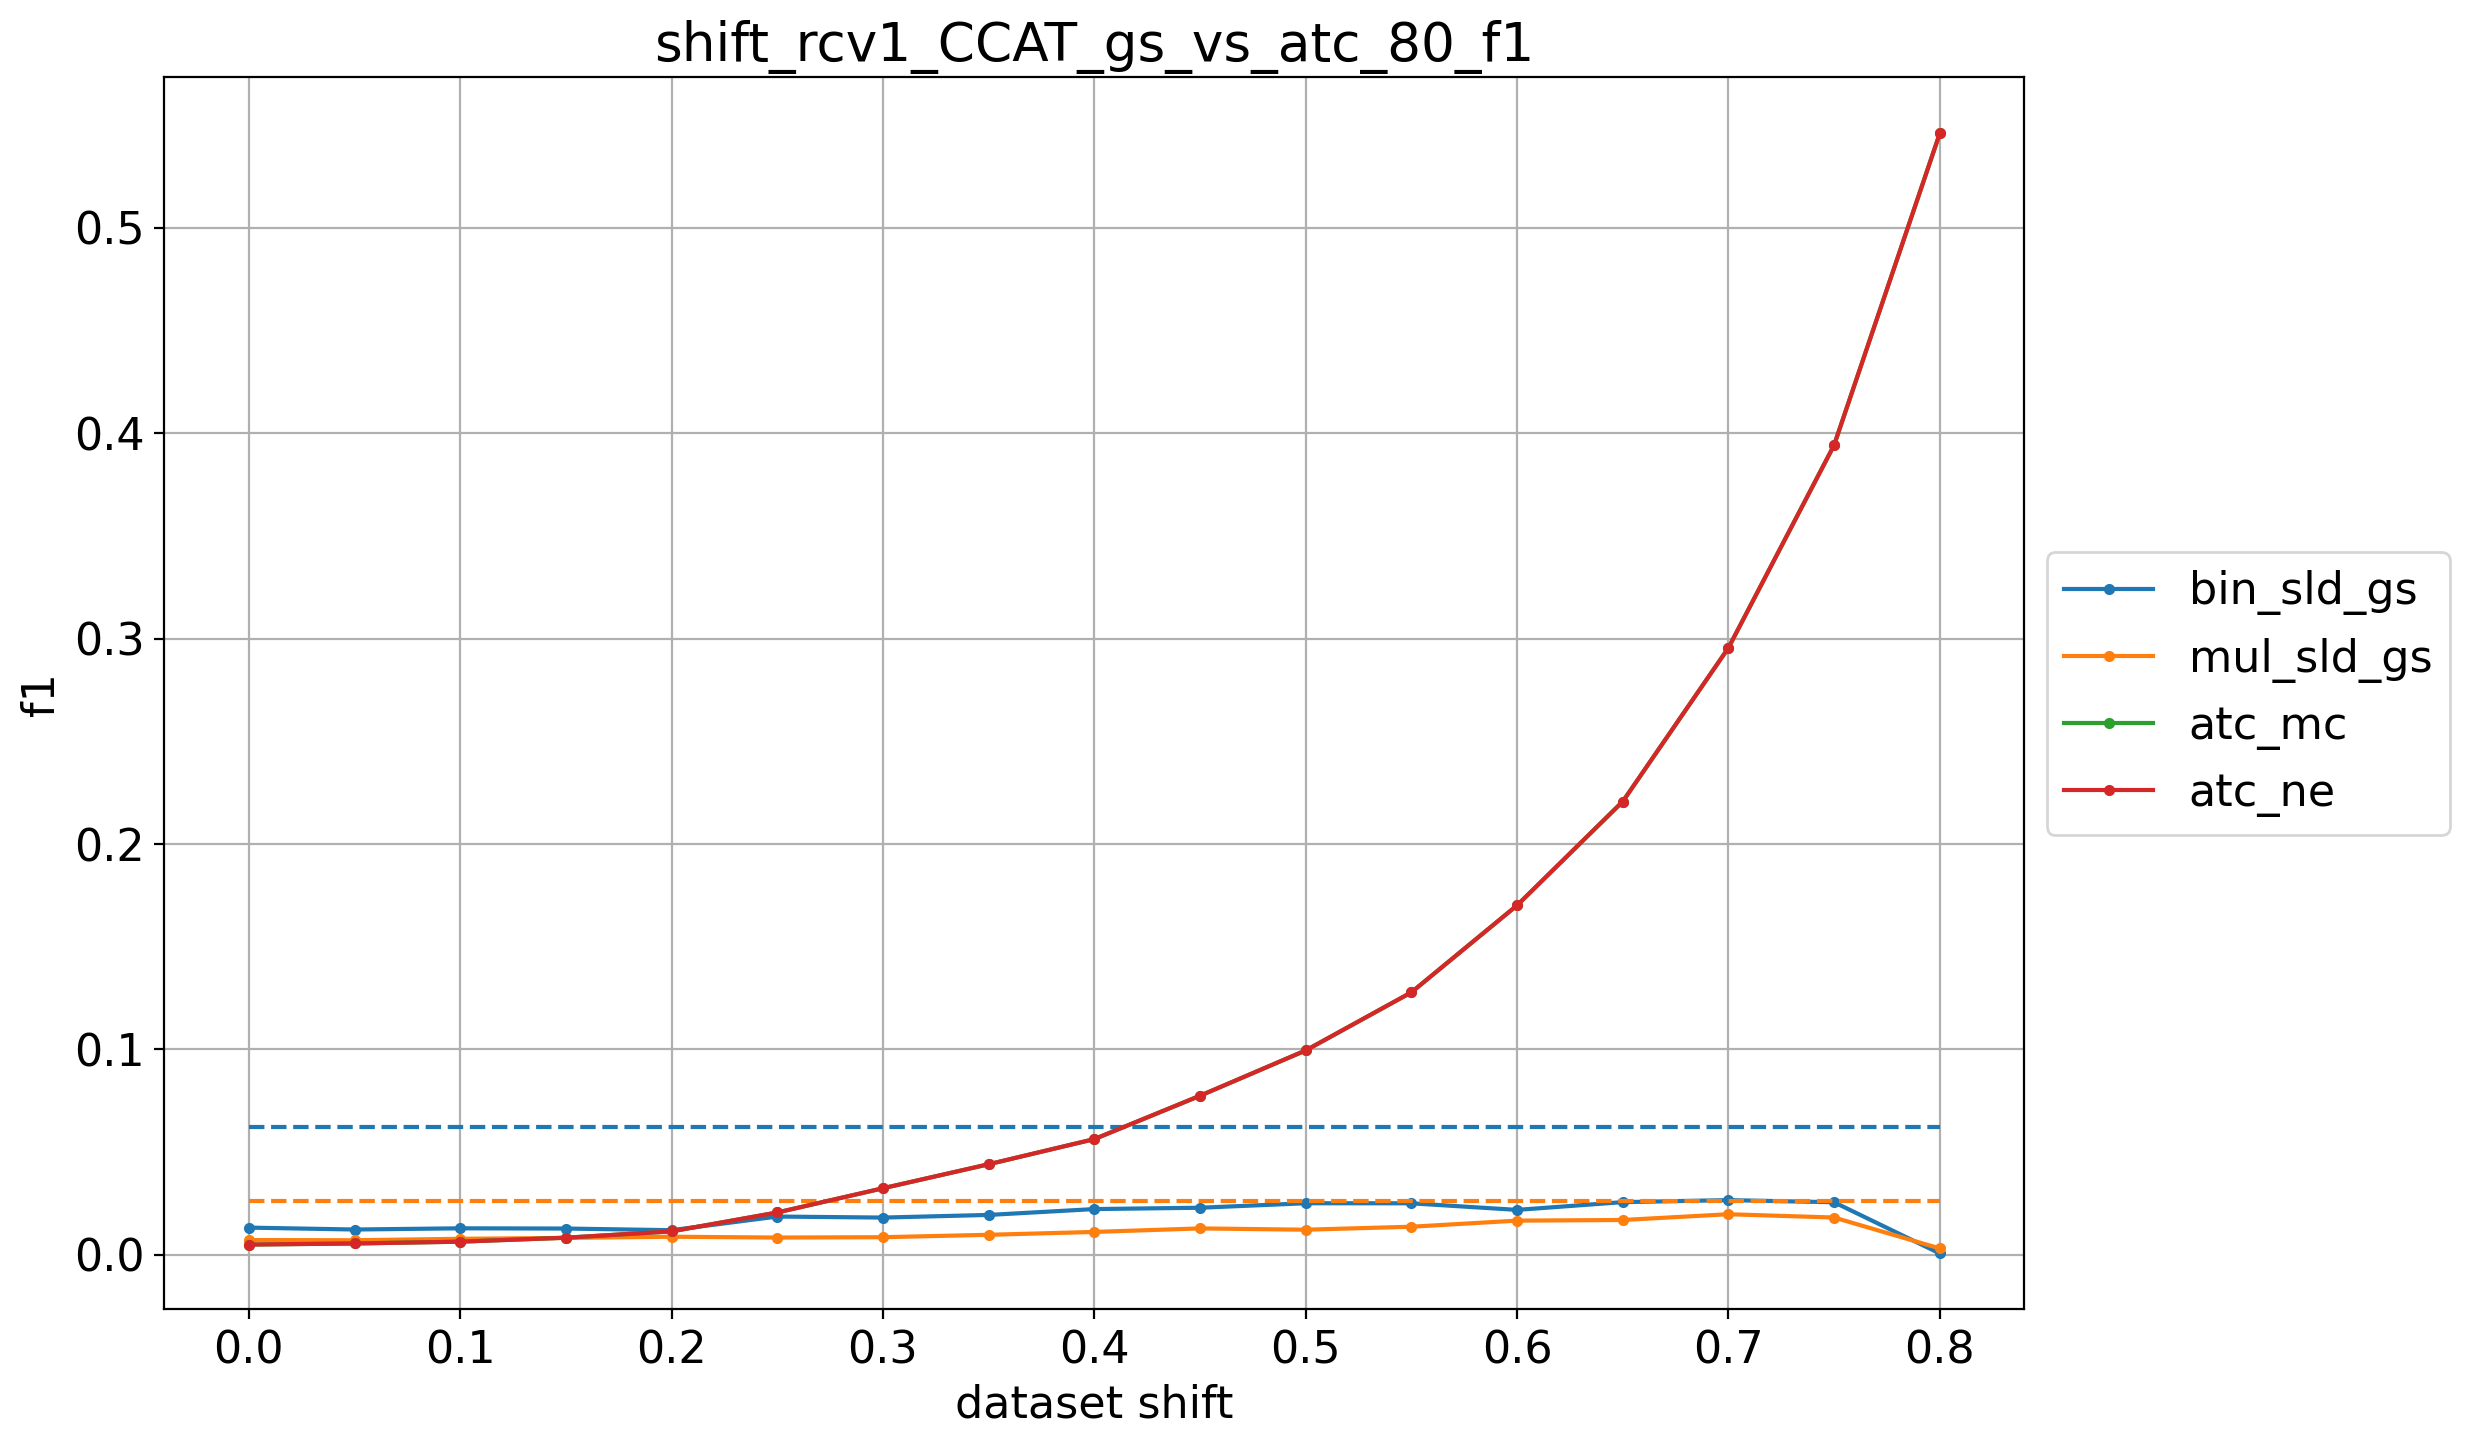 shift_rcv1_CCAT_gs_vs_atc_80_f1
0.5
0.4
0.3
0.2
0.1
0.0
f1
0.0 0.1 0.2 0.3 0.4 0.5 0.6 0.7 0.8
dataset shift
bin_sld_gs
mul_sld_gs
atc_mc
atc_ne